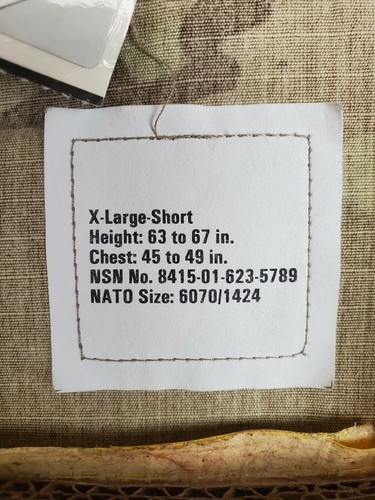 X-Large-Short
Height: 63 to 67 in.
Chest: 45 to 49 in.
NSN No. 8415-01-623-5789
NATO Size: 6070/1424